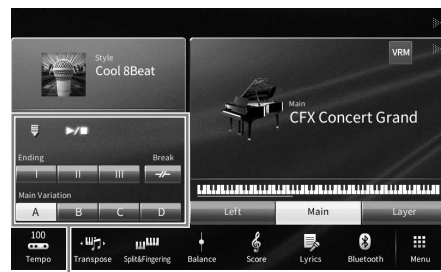 Style
Cool 8Beat
VRM
Main
CFX Concert Grand
Ending
Break
I
II
III
Main Variation
A
B
C
D
Left
Main
Layer
100
Tempo
Transpose
Split&Fingering
Balance
Score
Lyrics
Bluetooth
Menu